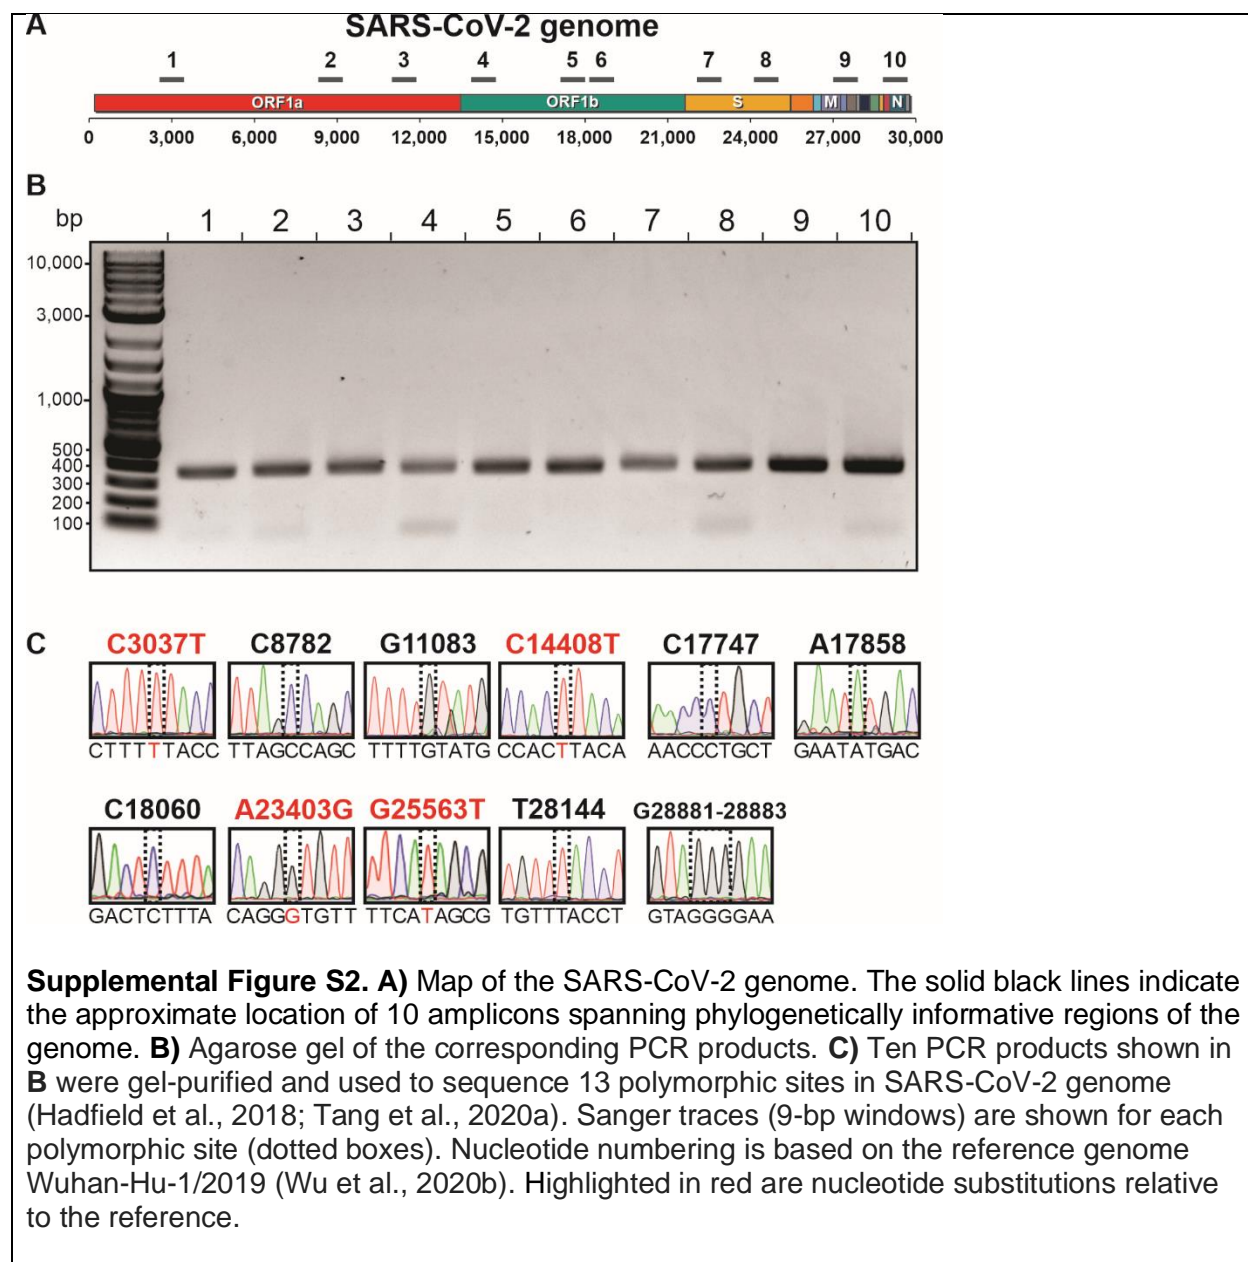 A
SARS-CoV-2 genome
1 2 3 4 5 6 7 8 9 10
ORF1a ORF1b S M N
0 3,000 6,000 9,000 12,000 15,000 18,000 21,000 24,000 27,000 30,000
B
bp 1 2 3 4 5 6 7 8 9 10
10,000
3,000
1,000
500
400
300
200
100
C
C3037T C8782 G11083 C14408T C17747 A17858
CTTTTTACC TTAGCCAGC TTTTGTATG CCACTTACA AACCCTGCT GAATATGAC
C18060 A23403G G25563T T28144 G28881-28883
GACTCTTTA CAGGGTGTT TTCATAGCG TGTTTACCT GTAGGGGAA
Supplemental Figure S2. A) Map of the SARS-CoV-2 genome. The solid black lines indicate
the approximate location of 10 amplicons spanning phylogenetically informative regions of the
genome. B) Agarose gel of the corresponding PCR products. C) Ten PCR products shown in
B were gel-purified and used to sequence 13 polymorphic sites in SARS-CoV-2 genome
(Hadfield et al., 2018; Tang et al., 2020a). Sanger traces (9-bp windows) are shown for each
polymorphic site (dotted boxes). Nucleotide numbering is based on the reference genome
Wuhan-Hu-1/2019 (Wu et al., 2020b). Highlighted in red are nucleotide substitutions relative
to the reference.